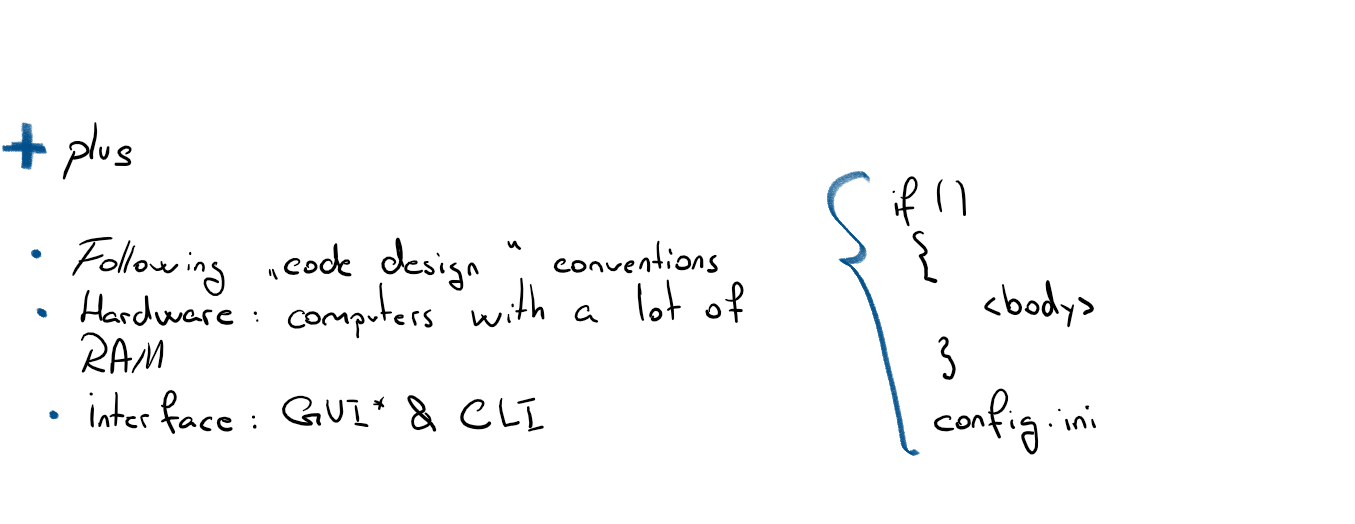 + plus
• Following „code design“ conventions
• Hardware: computers with a lot of
RAM
• interface: GUI* & CLI
if ()
{
<body>
}
config.ini